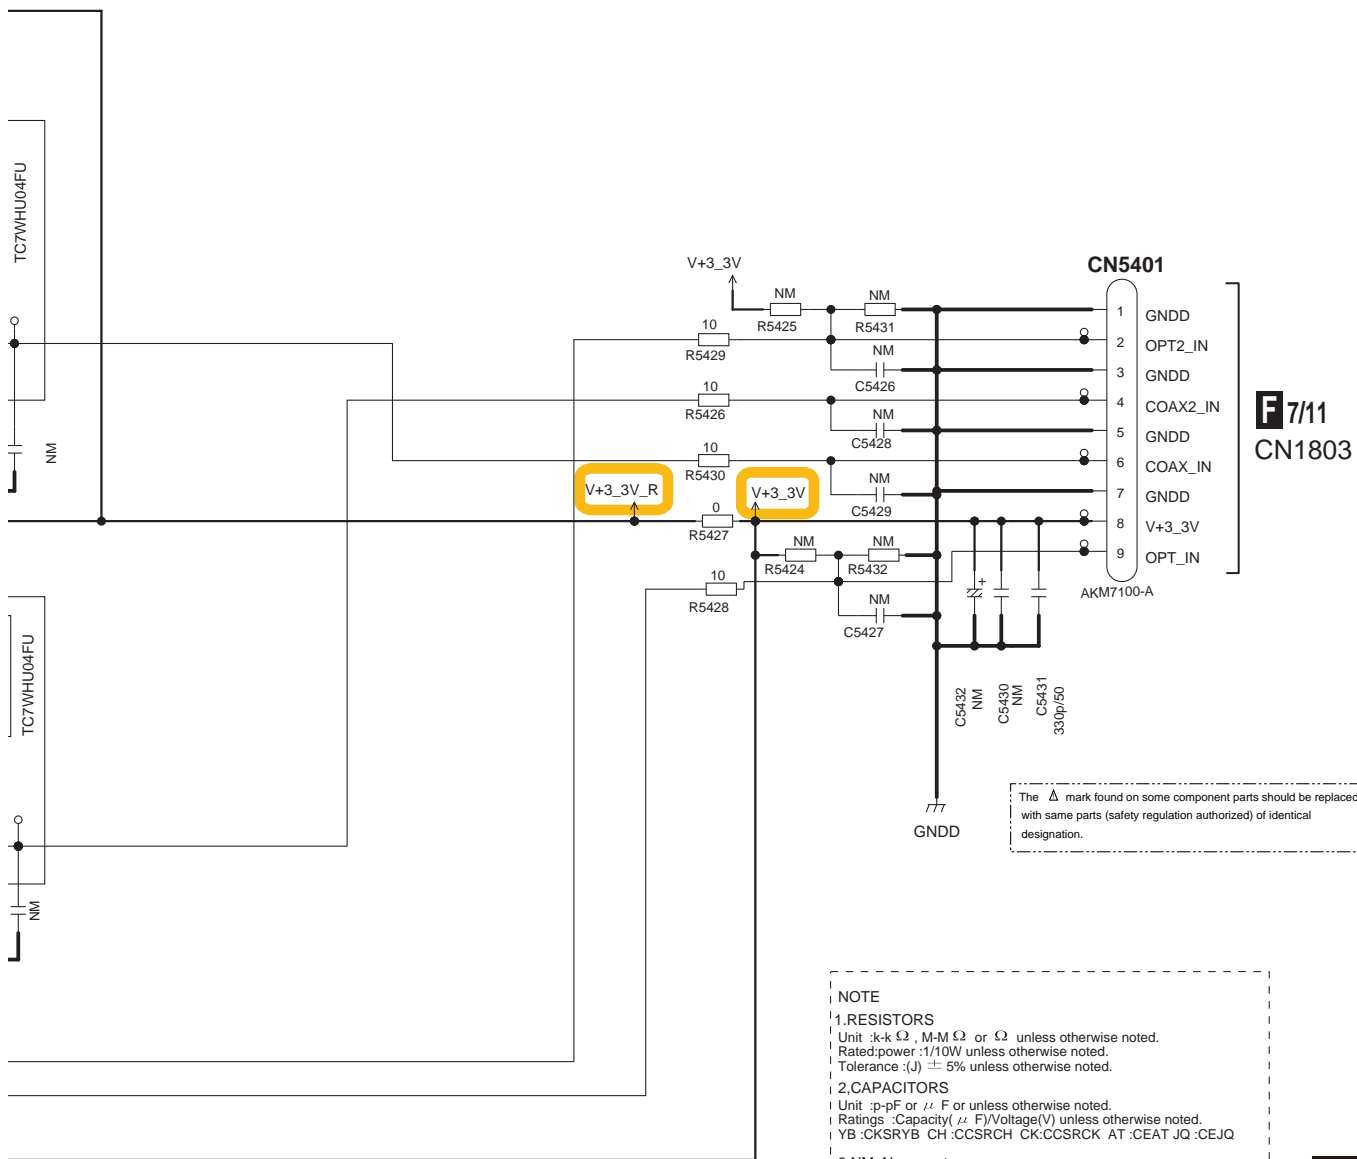 TC7WHU04FU
NM
V+3_3V
NM
R5425
NM
R5431
10
R5429
NM
C5426
10
R5426
NM
C5428
10
R5430
NM
C5429
V+3_3V_R
V+3_3V
0
R5427
NM
R5424
NM
R5432
10
R5428
NM
C5427
CN5401
1 GNDD
2 OPT2_IN
3 GNDD
4 COAX2_IN
5 GNDD
6 COAX_IN
7 GNDD
8 V+3_3V
9 OPT_IN
AKM7100-A
F 7/11
CN1803
+
C5432
NM
C5430
NM
C5431
330p/50
GNDD
TC7WHU04FU
NM
The ⚠ mark found on some component parts should be replaced
with same parts (safety regulation authorized) of identical
designation.
NOTE
1.RESISTORS
Unit :k-k Ω , M-M Ω or Ω unless otherwise noted.
Rated:power :1/10W unless otherwise noted.
Tolerance :(J) ± 5% unless otherwise noted.
2,CAPACITORS
Unit :p-pF or μ F or unless otherwise noted.
Ratings :Capacity( μ F)/Voltage(V) unless otherwise noted.
YB :CKSRYB CH :CCSRCH CK:CCSRCK AT :CEAT JQ :CEJQ